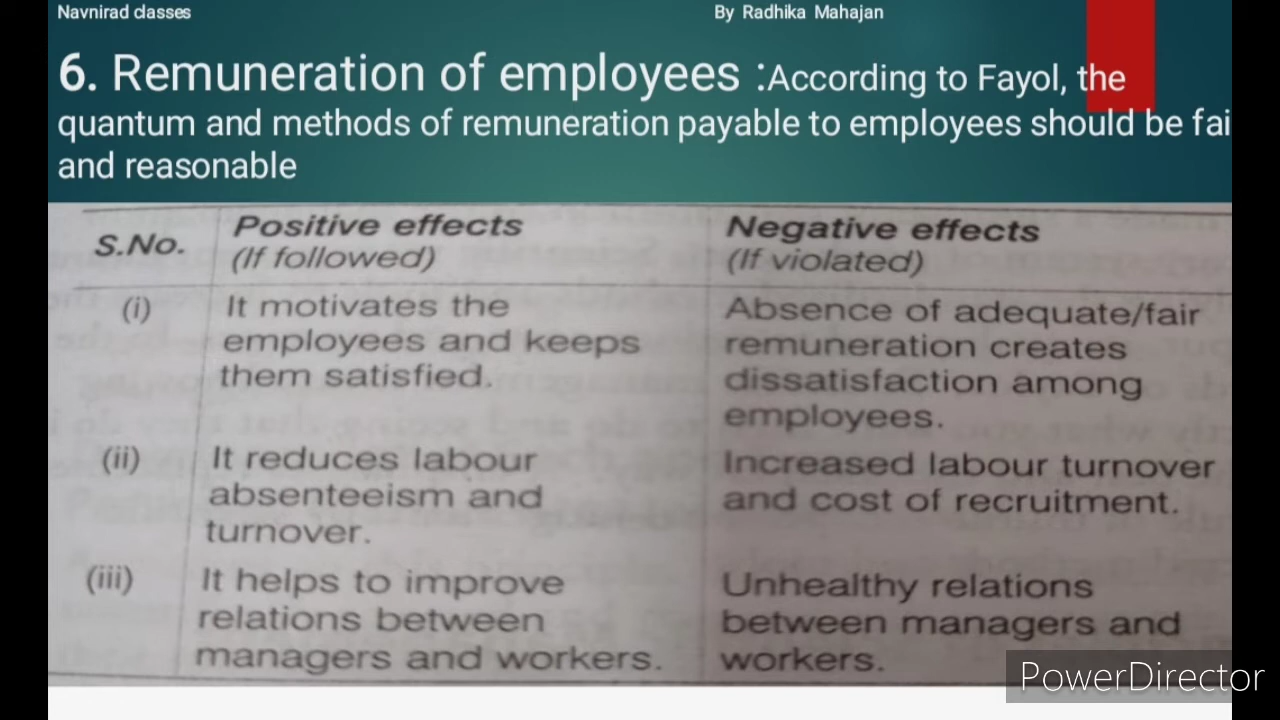 Navnirad classes By Radhika Mahajan
6. Remuneration of employees :According to Fayol, the
quantum and methods of remuneration payable to employees should be fai
and reasonable
S.No. Positive effects Negative effects
(If followed) (If violated)
(i) It motivates the Absence of adequate/fair
employees and keeps remuneration creates
them satisfied. dissatisfaction among
employees.
(ii) It reduces labour Increased labour turnover
absenteeism and and cost of recruitment.
turnover.
(iii) It helps to improve Unhealthy relations
relations between between managers and
managers and workers. workers.
PowerDirector